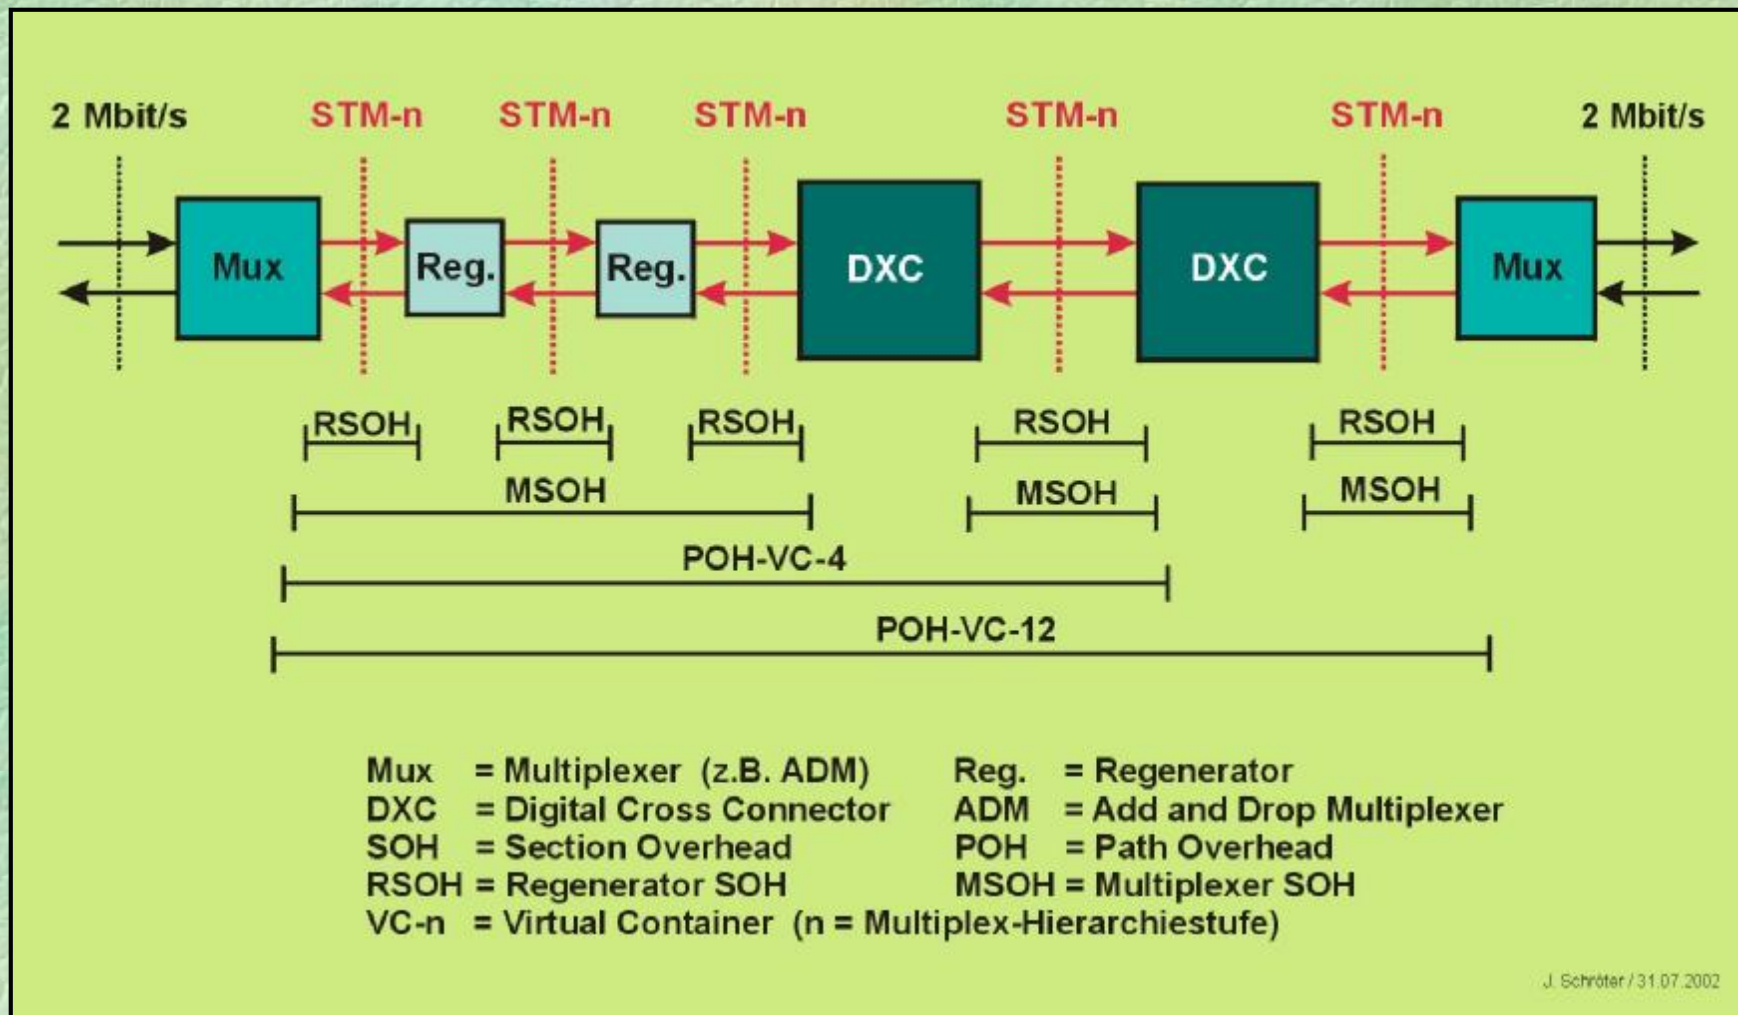 2 Mbit/s STM-n STM-n STM-n STM-n STM-n 2 Mbit/s
Mux Reg. Reg. DXC DXC Mux
RSOH RSOH RSOH RSOH RSOH
MSOH MSOH MSOH
POH-VC-4
POH-VC-12
Mux = Multiplexer (z.B. ADM) Reg. = Regenerator
DXC = Digital Cross Connector ADM = Add and Drop Multiplexer
SOH = Section Overhead POH = Path Overhead
RSOH = Regenerator SOH MSOH = Multiplexer SOH
VC-n = Virtual Container (n = Multiplex-Hierarchiestufe)
J. Schröter / 31.07.2002